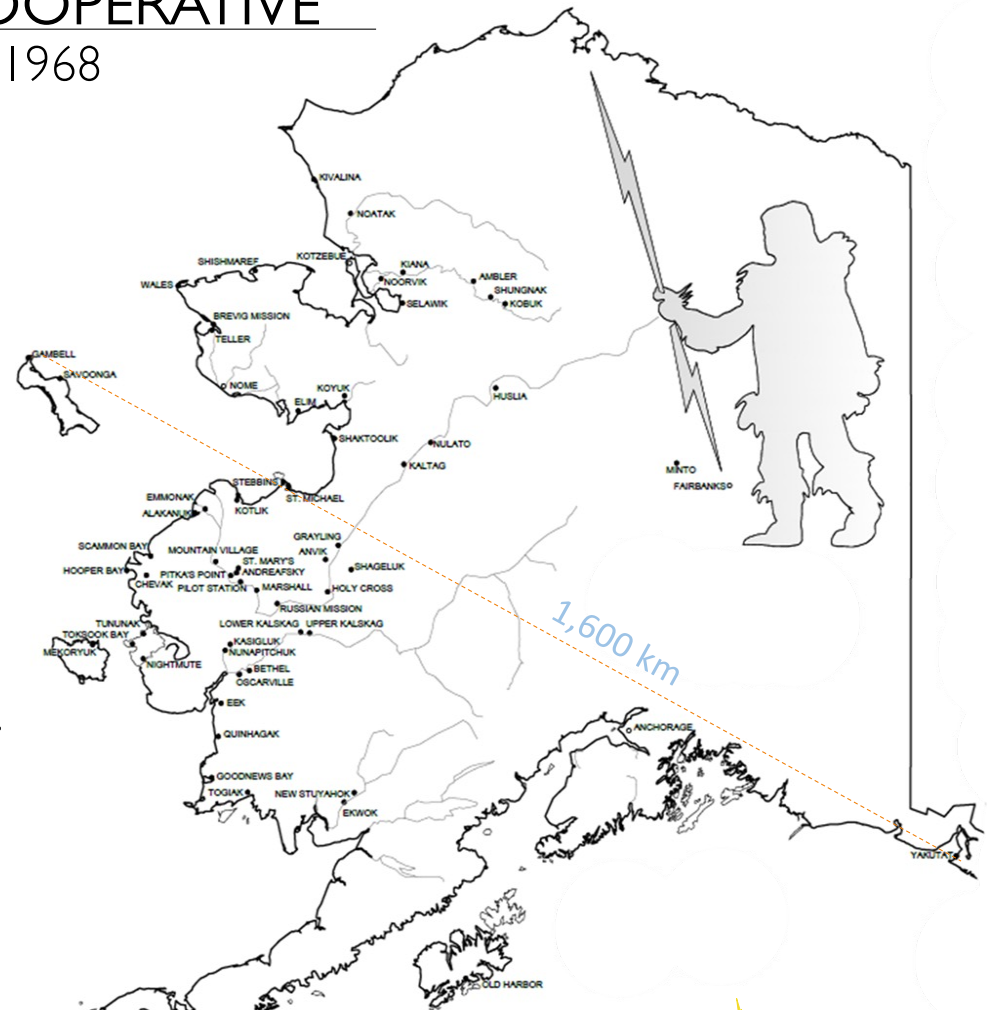 OOPERATIVE
1968
KIVALINA
NOATAK
KOTZEBUE
SHISHMAREF
KIANA
NOORVIK
AMBLER
SHUNGNAK
KOBUK
WALES
SELAWIK
BREVIG MISSION
TELLER
GAMBELL
SAVOONGA
NOME
KOYUK
ELIM
HUSLIA
SHAKTOOLIK
NULATO
KALTAG
MINTO
FAIRBANKS
STEBBINS
ST. MICHAEL
EMMONAK
ALAKANUK
KOTLIK
GRAYLING
ANVIK
SCAMMON BAY
MOUNTAIN VILLAGE
ST. MARY'S
HOOPER BAY
PITKA'S POINT
ANDREAFSKY
SHAGELUK
CHEVAK
PILOT STATION
MARSHALL
HOLY CROSS
RUSSIAN MISSION
1,600 km
TUNUNAK
LOWER KALSKAG
UPPER KALSKAG
TOKSOOK BAY
MEKORYUK
KASIGLUK
NUNAPITCHUK
NIGHTMUTE
BETHEL
OSCARVILLE
EEK
ANCHORAGE
QUINHAGAK
GOODNEWS BAY
TOGIAK
NEW STUYAHOK
EKWOK
YAKUTAT
OLD HARBOR